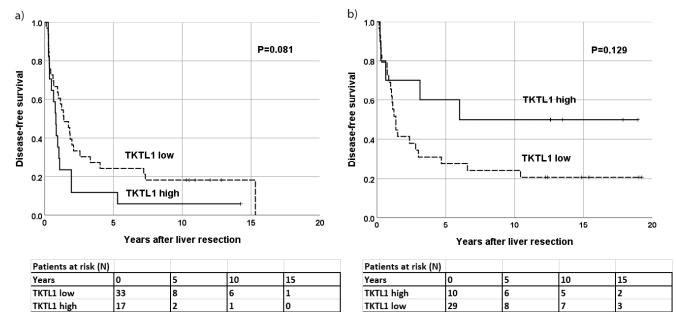 a)
1.0
0.8
0.6
0.4
0.2
0.0
Disease-free survival
P=0.081
TKTL1 low
TKTL1 high
0 5 10 15 20
Years after liver resection
Patients at risk (N)
Years 0 5 10 15
TKTL1 low 33 8 6 1
TKTL1 high 17 2 1 0
b)
1.0
0.8
0.6
0.4
0.2
0.0
Disease-free survival
P=0.129
TKTL1 high
TKTL1 low
0 5 10 15 20
Years after liver resection
Patients at risk (N)
Years 0 5 10 15
TKTL1 high 10 6 5 2
TKTL1 low 29 8 7 3